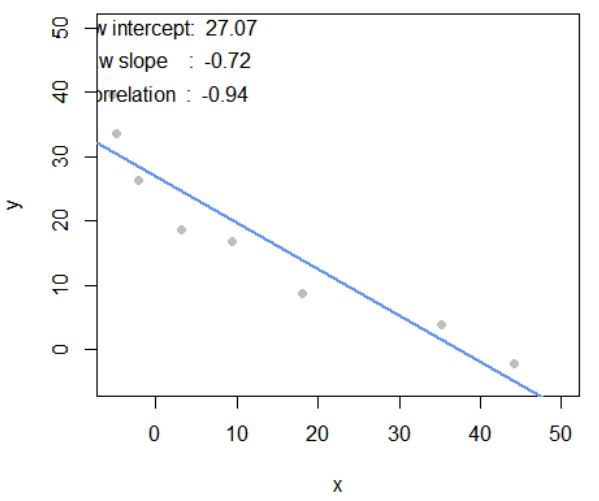 w intercept: 27.07
w slope : -0.72
orrelation : -0.94
50
40
30
20
10
0
y
0 10 20 30 40 50
x